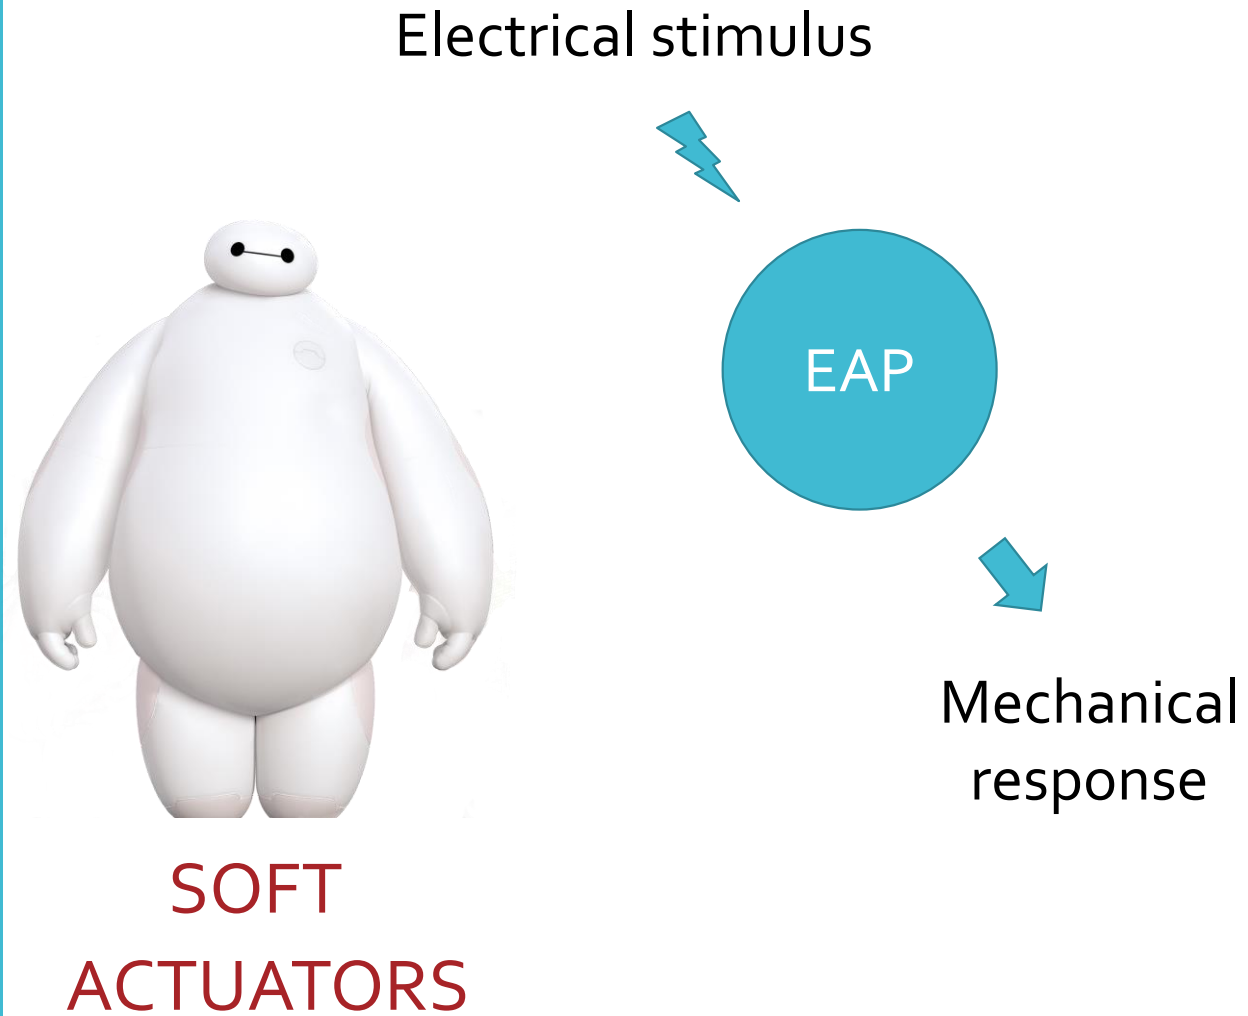 Electrical stimulus
EAP
Mechanical
response
SOFT
ACTUATORS